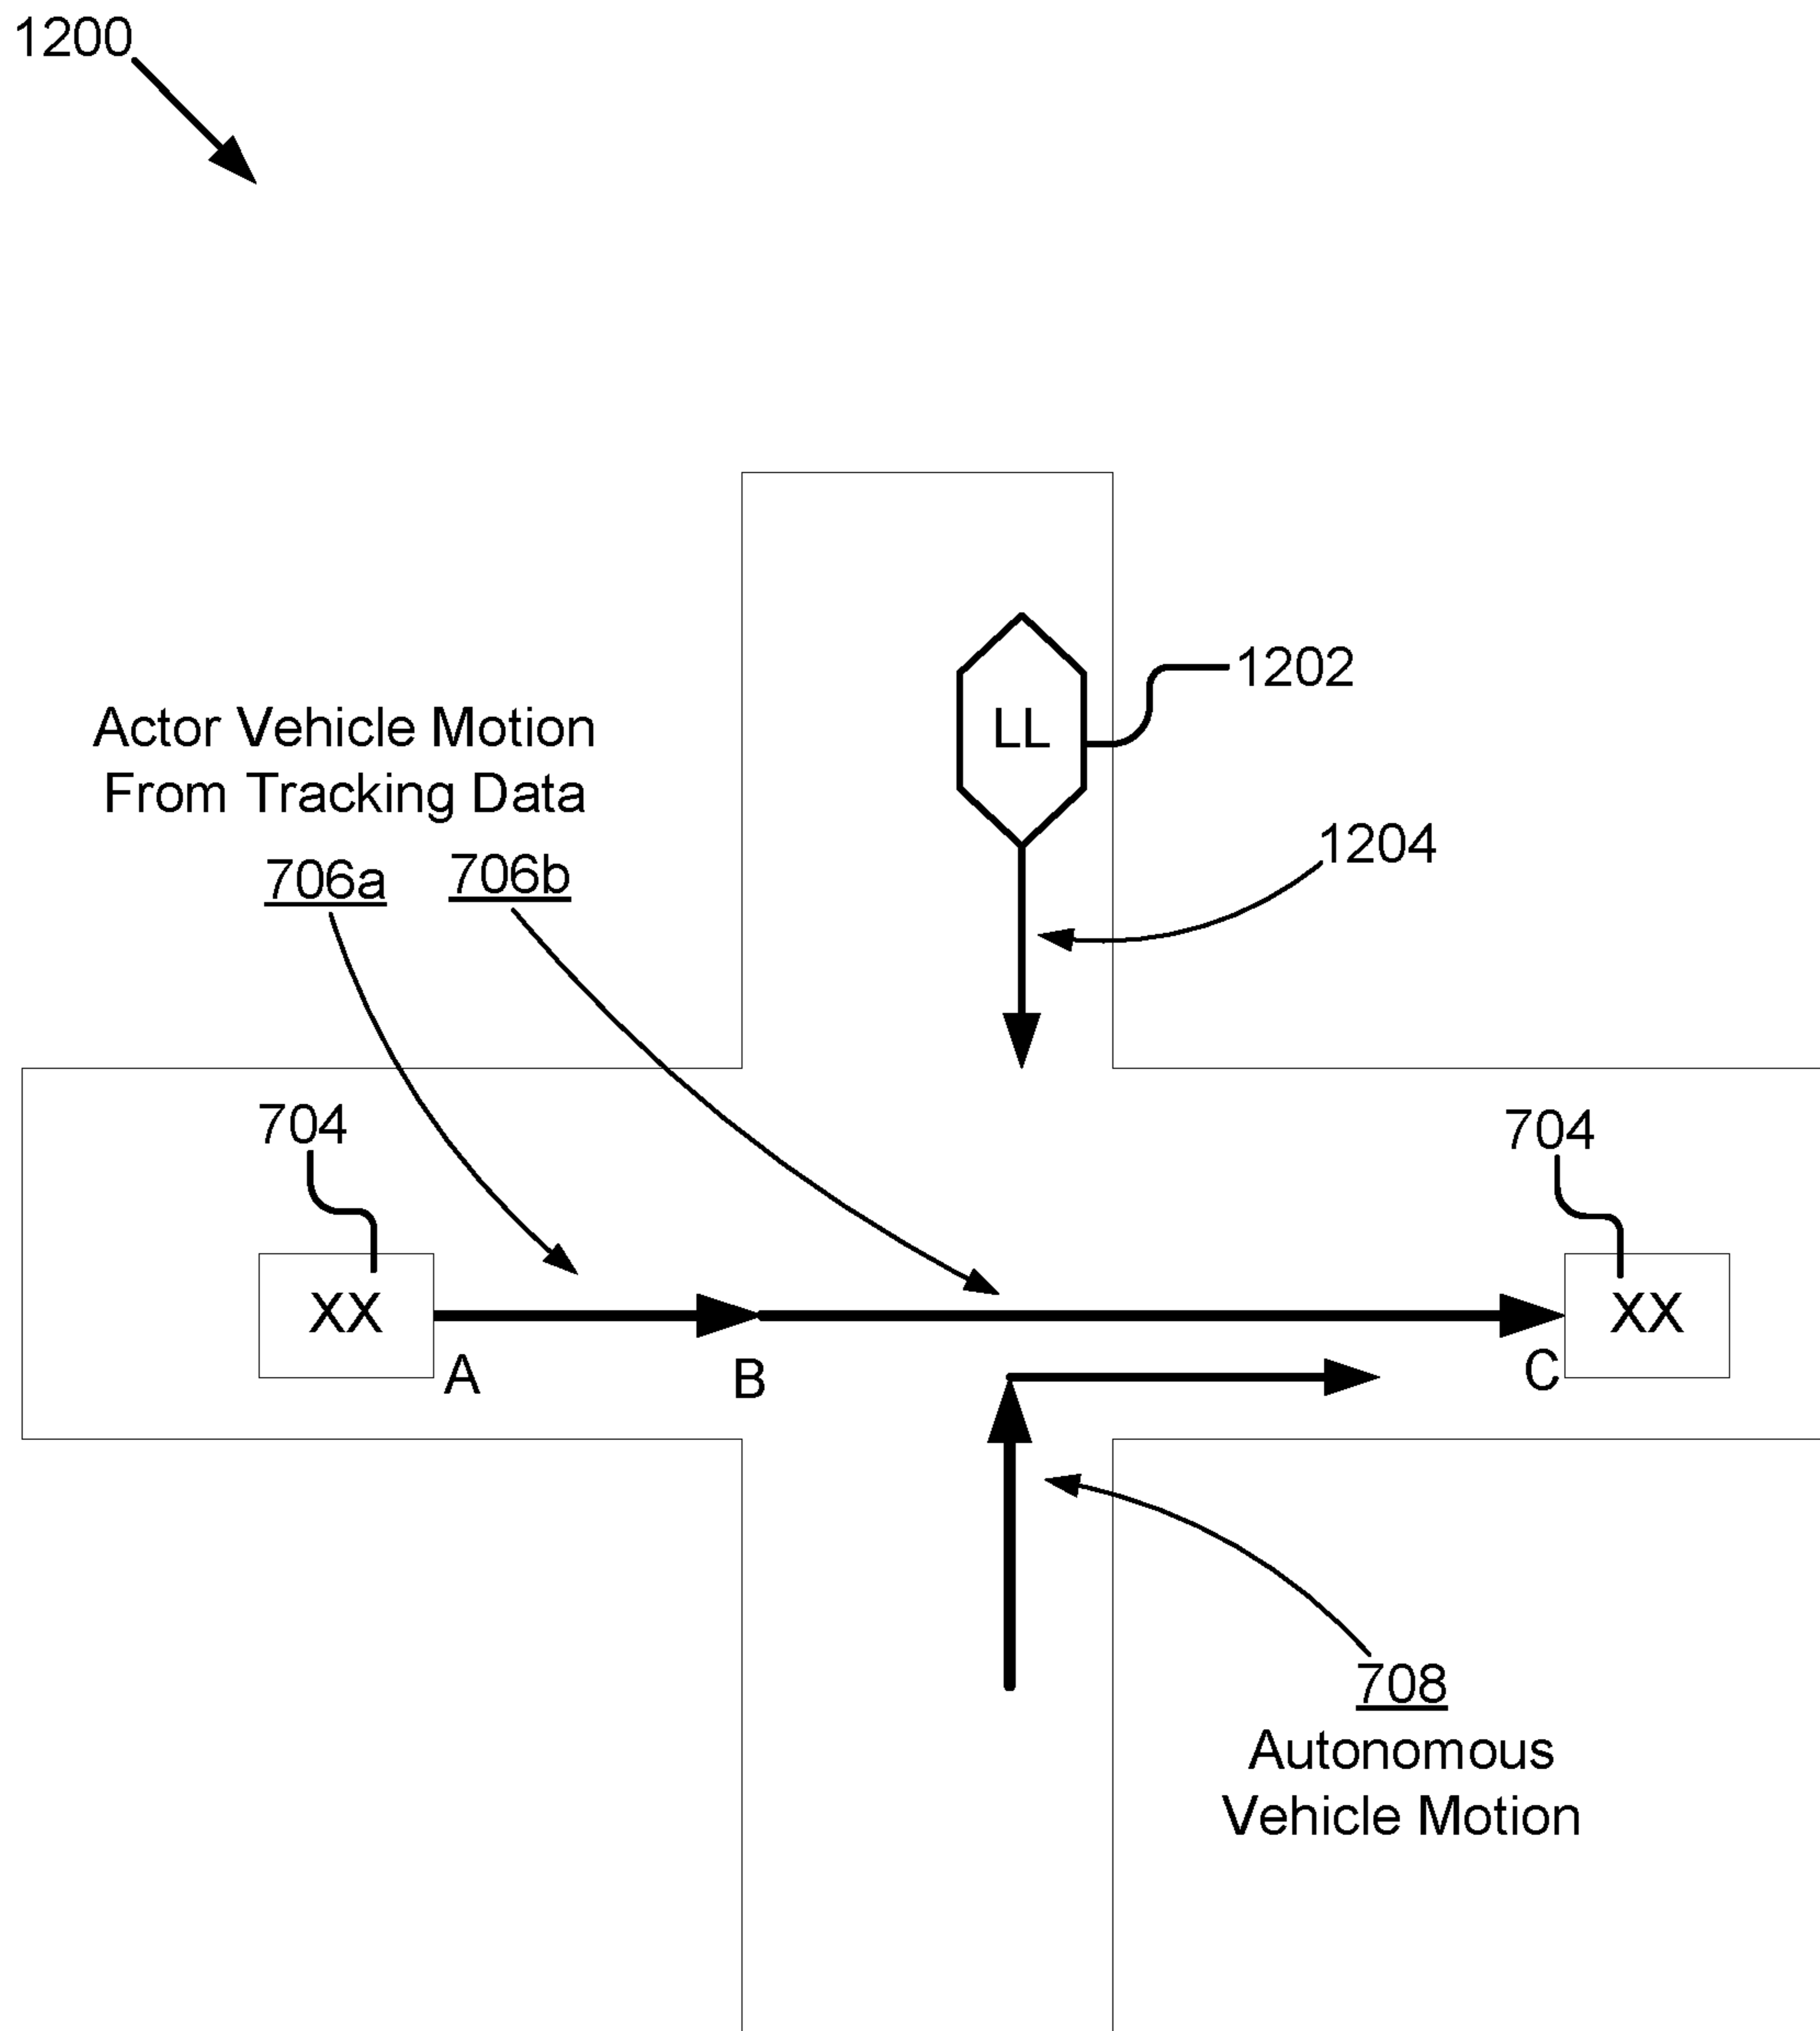 1200
1202
LL
Actor Vehicle Motion
From Tracking Data
706a 706b
1204
704
704
XX
XX
A
B
C
708
Autonomous
Vehicle Motion